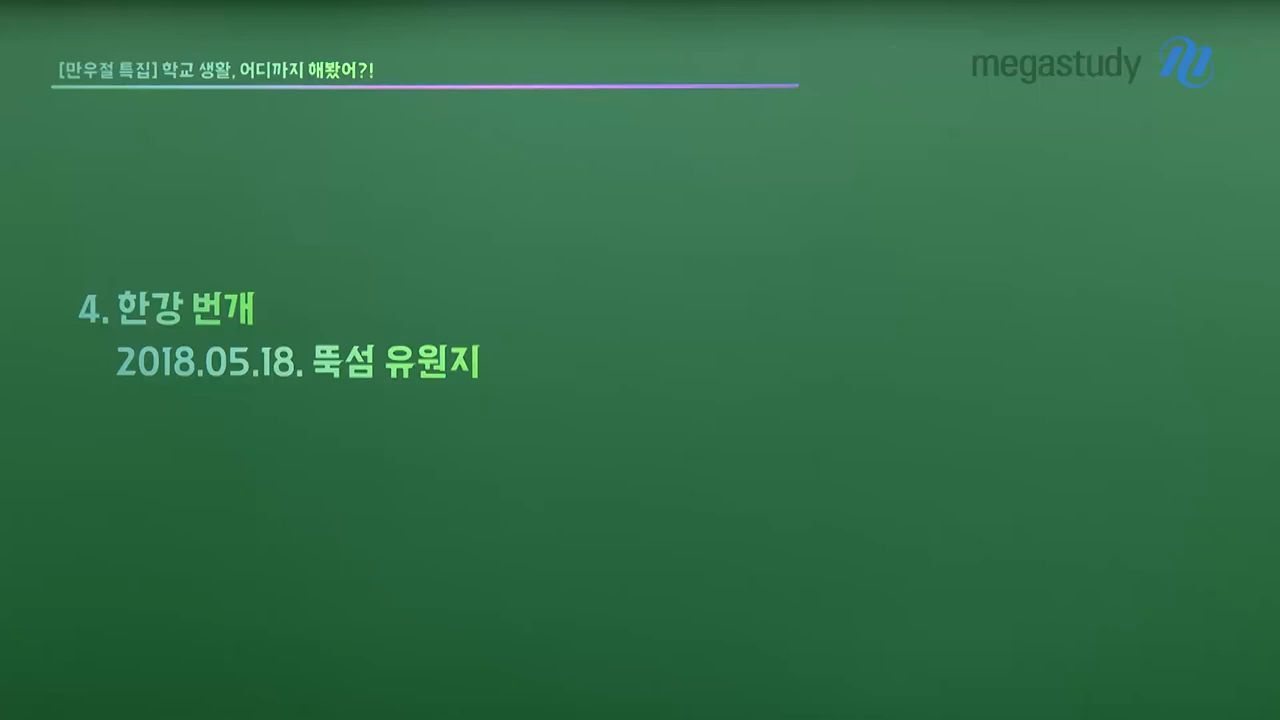 [만우절 특집] 학교 생활, 어디까지 해봤어?!
megastudy
4. 한강 번개
2018.05.18. 뚝섬 유원지